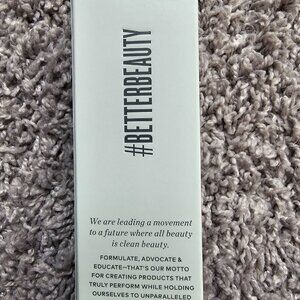 #BETTERBEAUTY
We are leading a movement
to a future where all beauty
is clean beauty.
FORMULATE, ADVOCATE &
EDUCATE—THAT'S OUR MOTTO
FOR CREATING PRODUCTS THAT
TRULY PERFORM WHILE HOLDING
OURSELVES TO UNPARALLELED